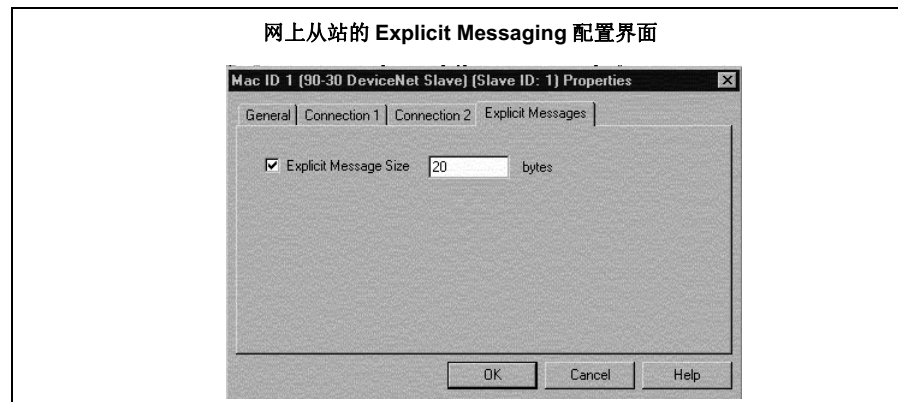 网上从站的 Explicit Messaging 配置界面
Mac ID 1 (90-30 DeviceNet Slave) (Slave ID: 1) Properties
General Connection 1 Connection 2 Explicit Messages
Explicit Message Size 20 bytes
OK Cancel Help